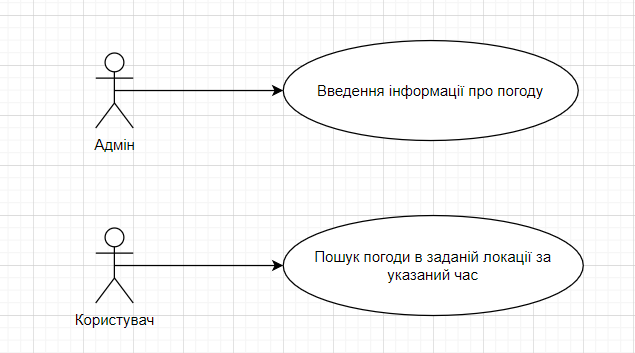 Введення інформації про погоду
Адмін
Пошук погоди в заданій локації за
указаний час
Користувач